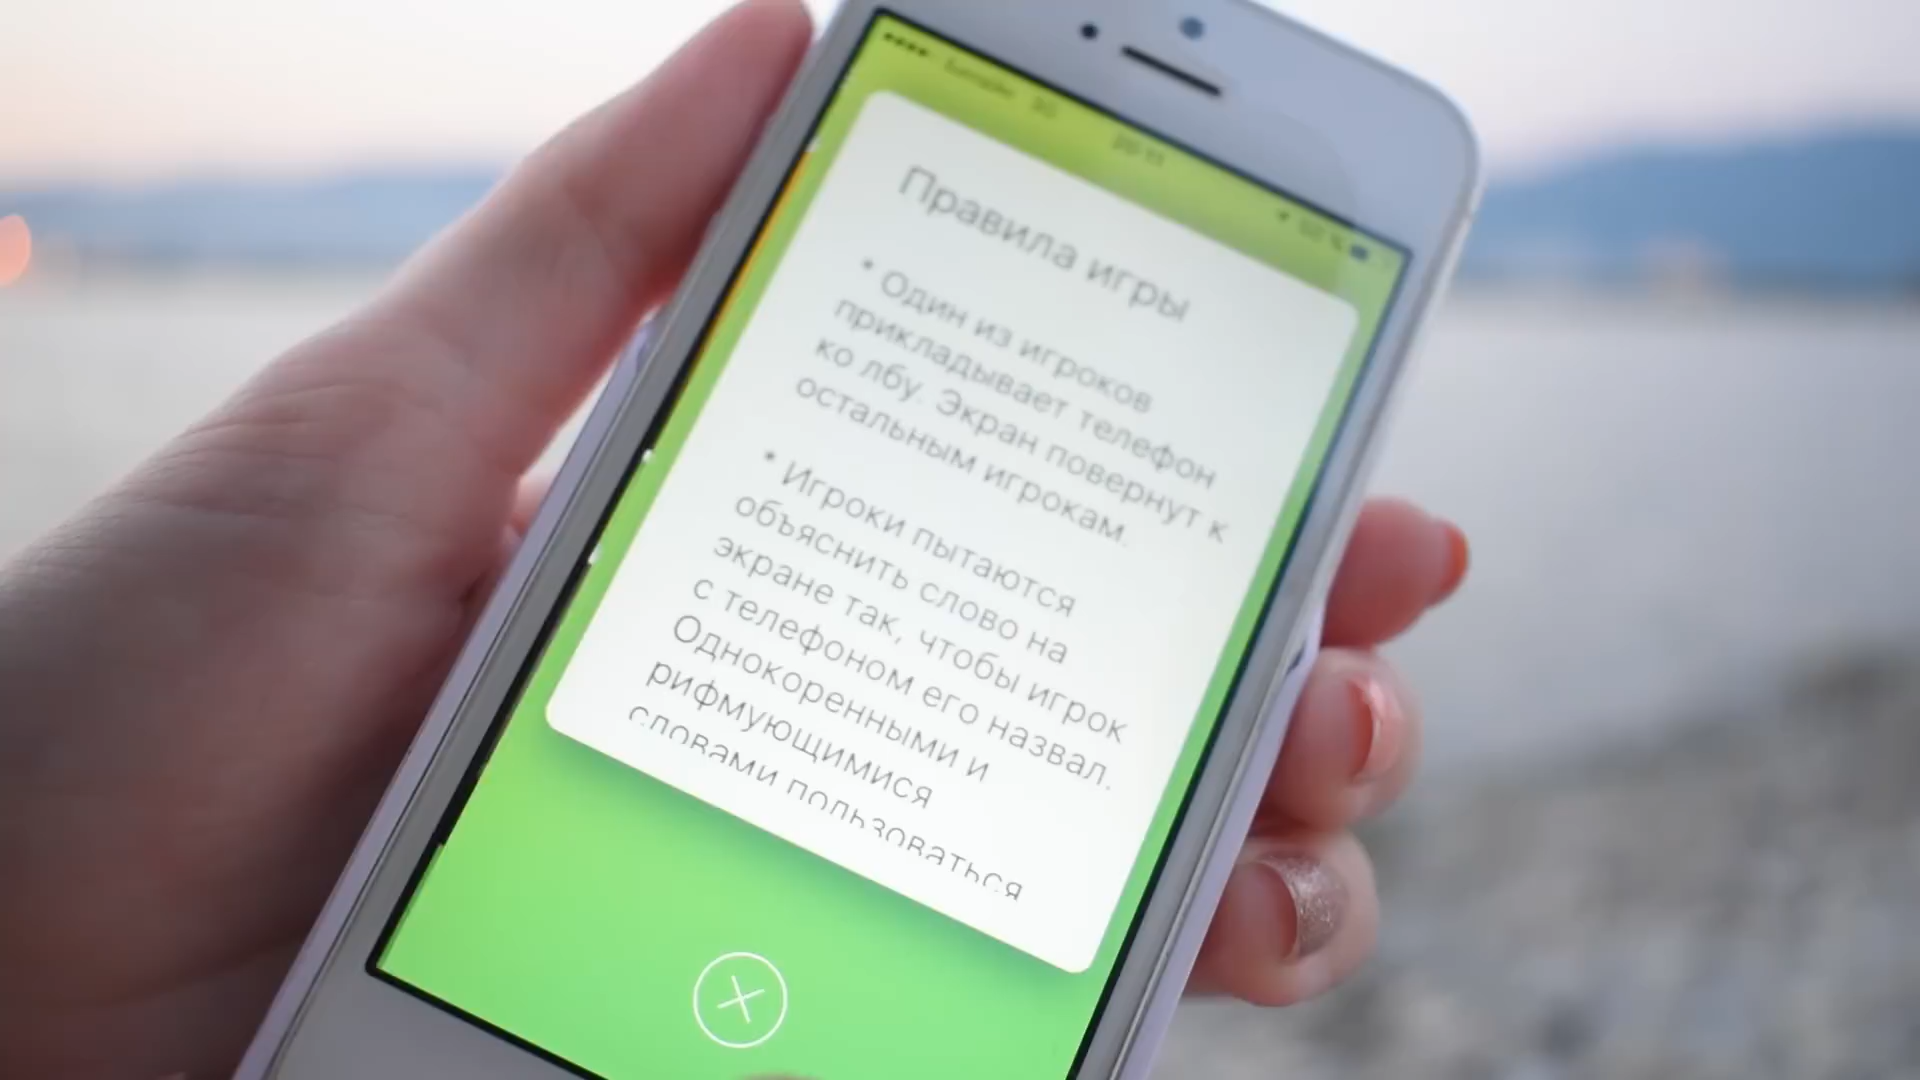 Правила игры
• Один из игроков
прикладывает телефон
ко лбу. Экран повернут к
остальным игрокам.
• Игроки пытаются
объяснить слово на
экране так, чтобы игрок
с телефоном его назвал.
Однокоренными и
рифмующимися
словами пользоваться